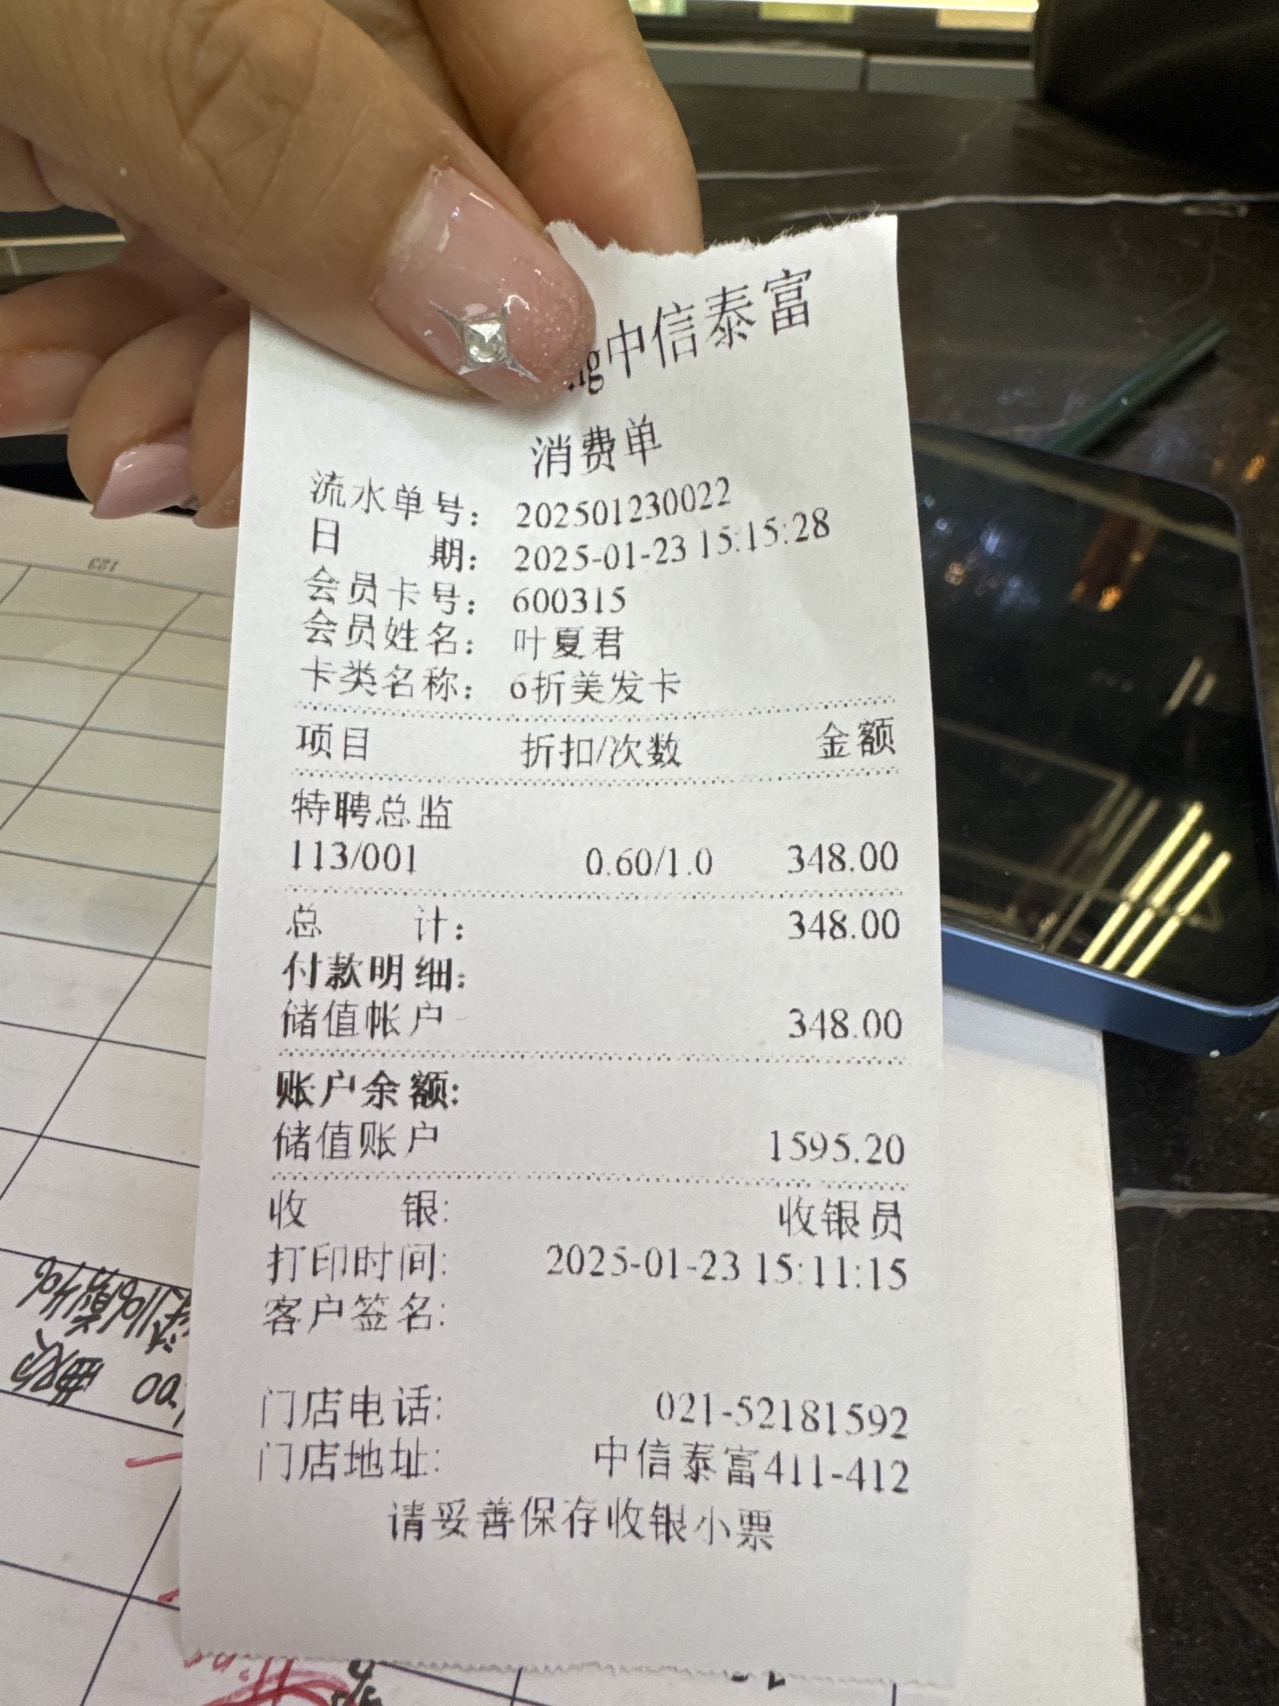 中信泰富
消费单
流水单号: 202501230022
日 期: 2025-01-23 15:15:28
会员卡号: 600315
会员姓名: 叶夏君
卡类名称: 6折美发卡
项目 折扣/次数 金额
特聘总监
113/001 0.60/1.0 348.00
总 计: 348.00
付款明细:
储值帐户 348.00
账户余额:
储值账户 1595.20
收 银: 收银员
打印时间: 2025-01-23 15:11:15
客户签名:
门店电话: 021-52181592
门店地址: 中信泰富411-412
请妥善保存收银小票